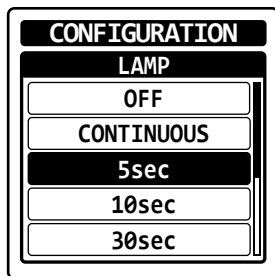 CONFIGURATION
LAMP
OFF
CONTINUOUS
5sec
10sec
30sec